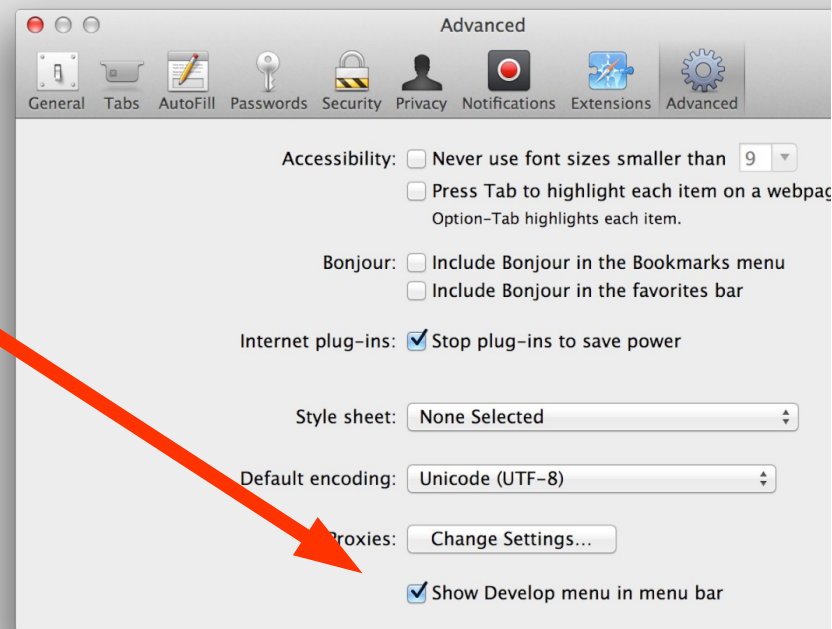 Advanced
General Tabs AutoFill Passwords Security Privacy Notifications Extensions Advanced
Accessibility: Never use font sizes smaller than 9
Press Tab to highlight each item on a webpag
Option-Tab highlights each item.
Bonjour: Include Bonjour in the Bookmarks menu
Include Bonjour in the favorites bar
Internet plug-ins: Stop plug-ins to save power
Style sheet: None Selected
Default encoding: Unicode (UTF-8)
Proxies: Change Settings...
Show Develop menu in menu bar